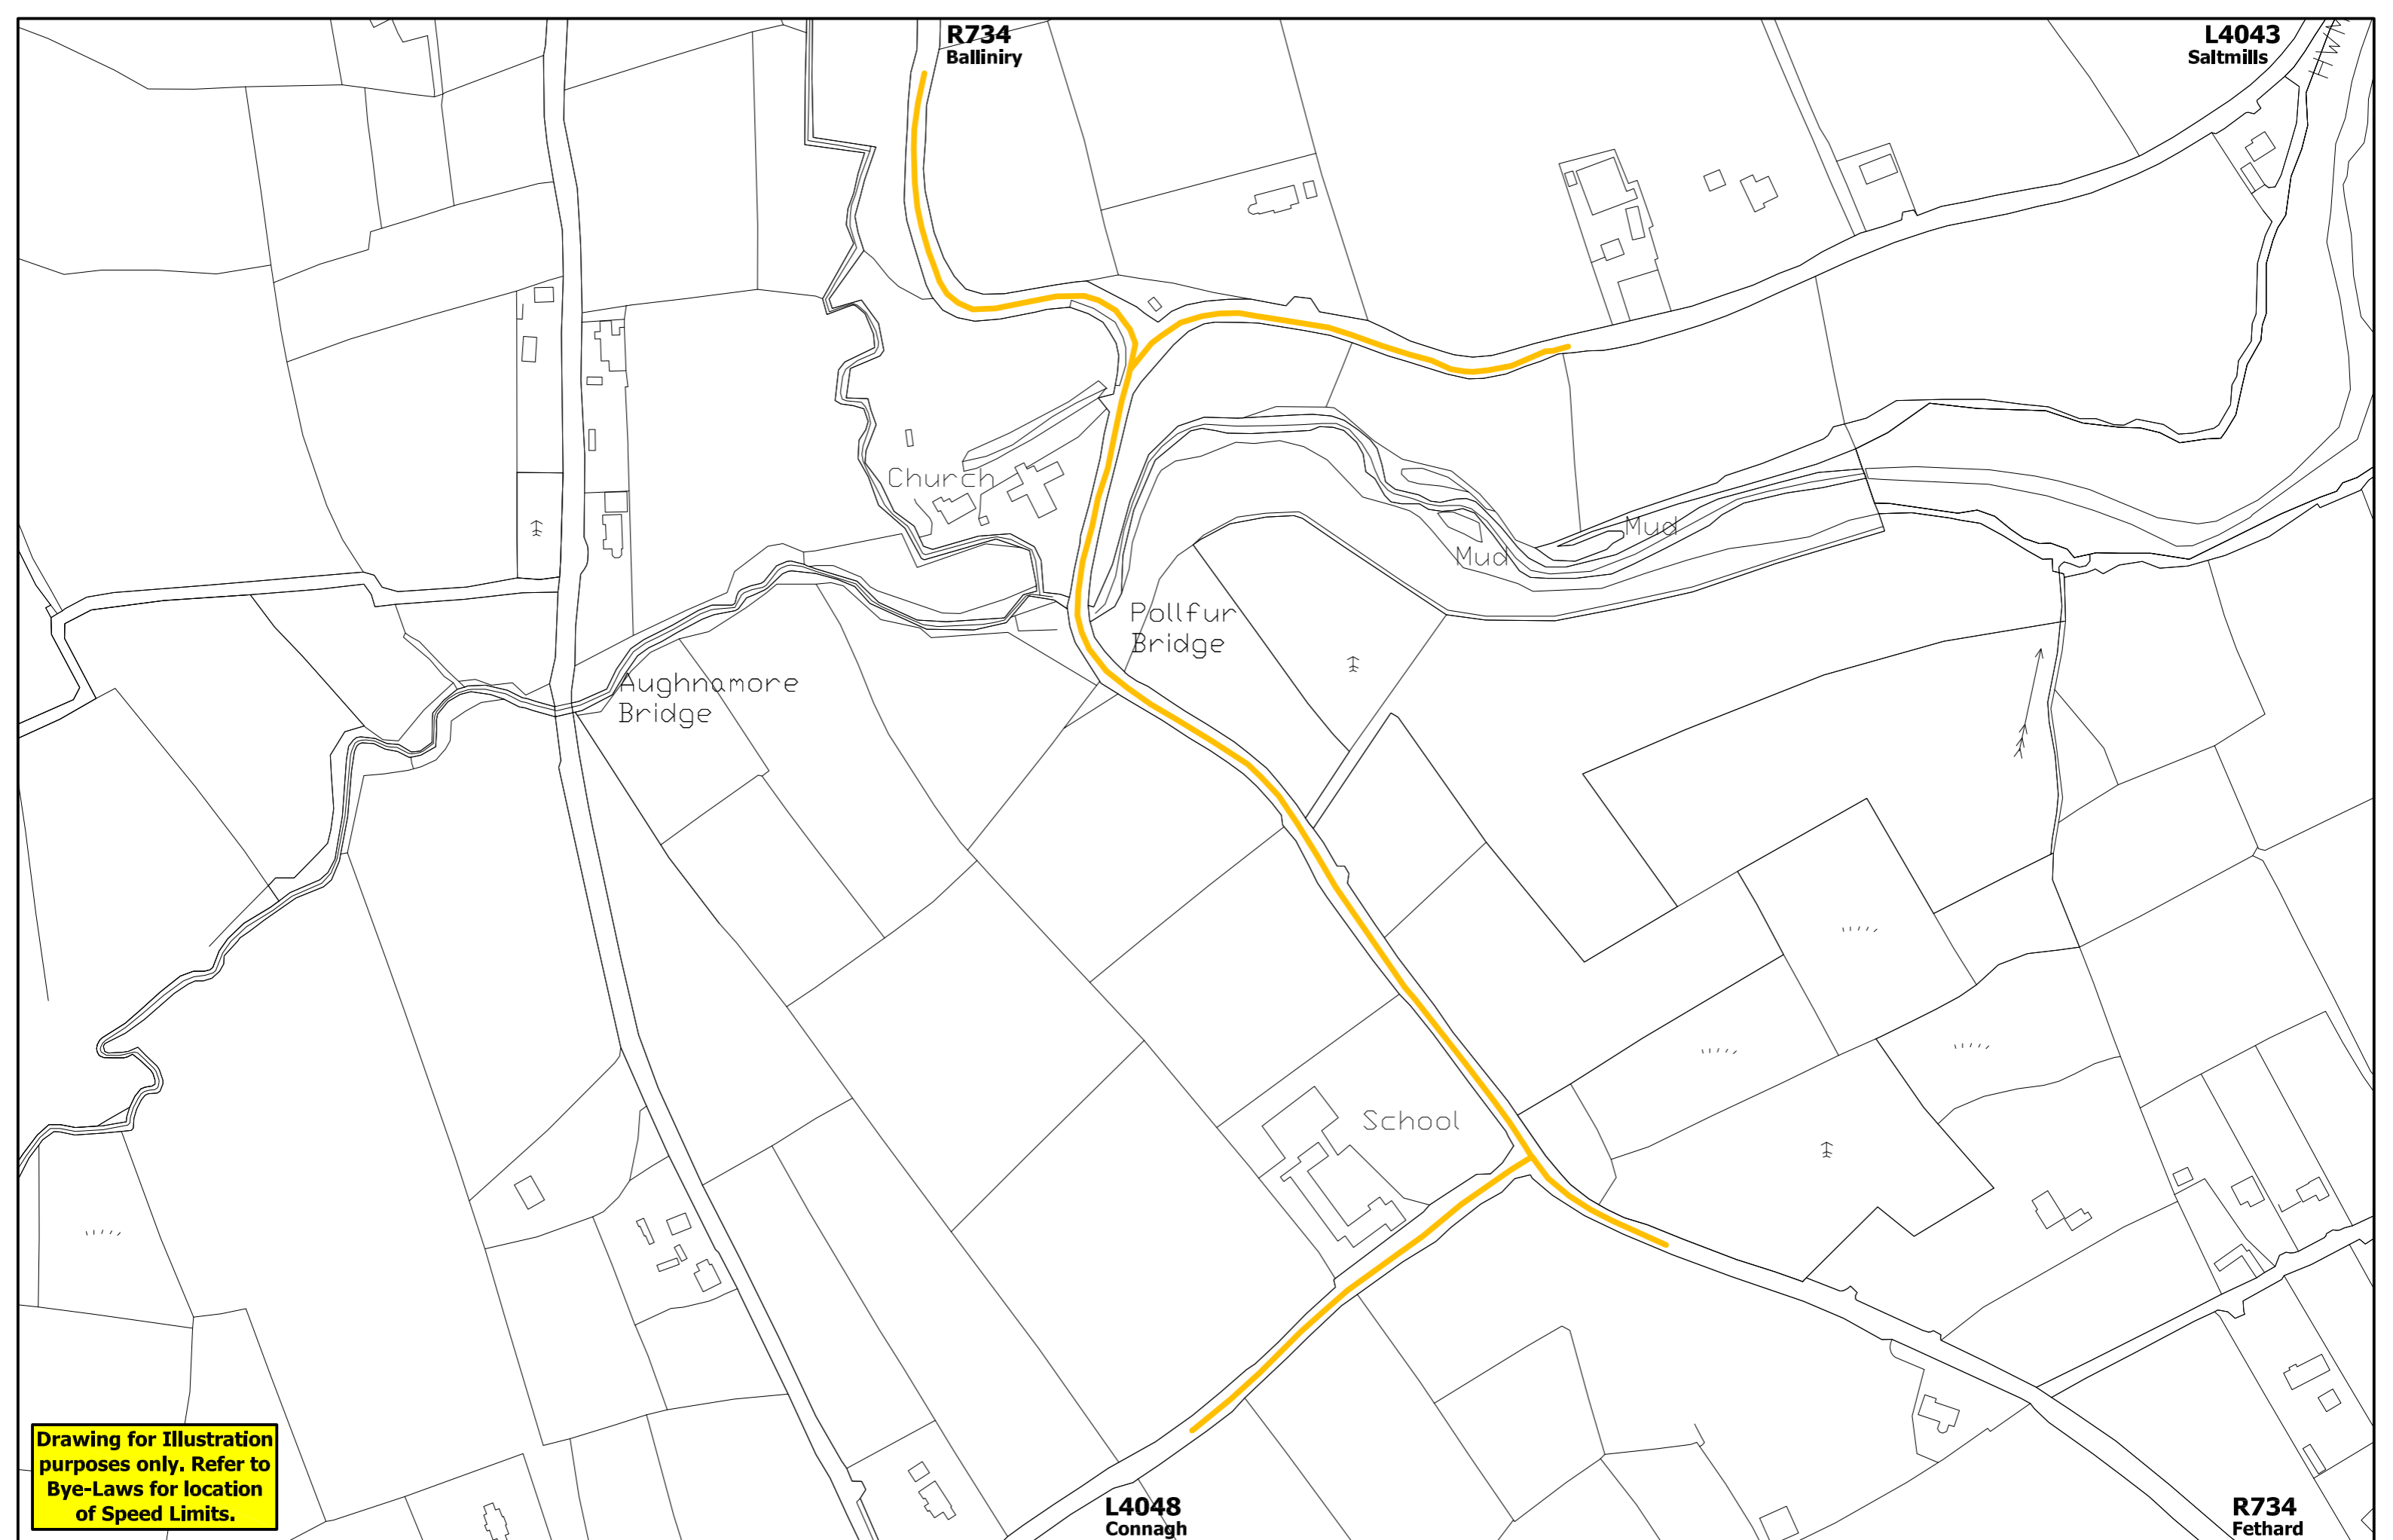 R734
Balliniry
L4043
Saltmills
Church
Mud
Mud
Pollfur
Bridge
Aughnamore
Bridge
School
Drawing for Illustration
purposes only. Refer to
Bye-Laws for location
of Speed Limits.
L4048
Connagh
R734
Fethard